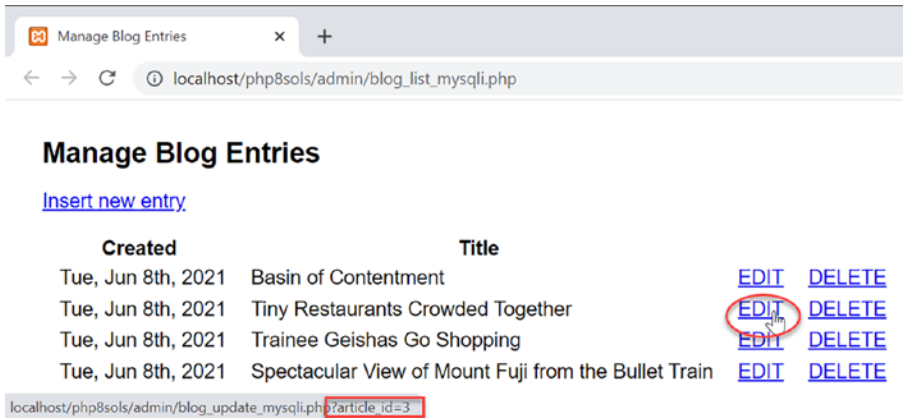 Manage Blog Entries
localhost/php8sols/admin/blog_list_mysqli.php
Manage Blog Entries
Insert new entry
Created Title
Tue, Jun 8th, 2021 Basin of Contentment EDIT DELETE
Tue, Jun 8th, 2021 Tiny Restaurants Crowded Together EDIT DELETE
Tue, Jun 8th, 2021 Trainee Geishas Go Shopping EDIT DELETE
Tue, Jun 8th, 2021 Spectacular View of Mount Fuji from the Bullet Train EDIT DELETE
localhost/php8sols/admin/blog_update_mysqli.php?article_id=3